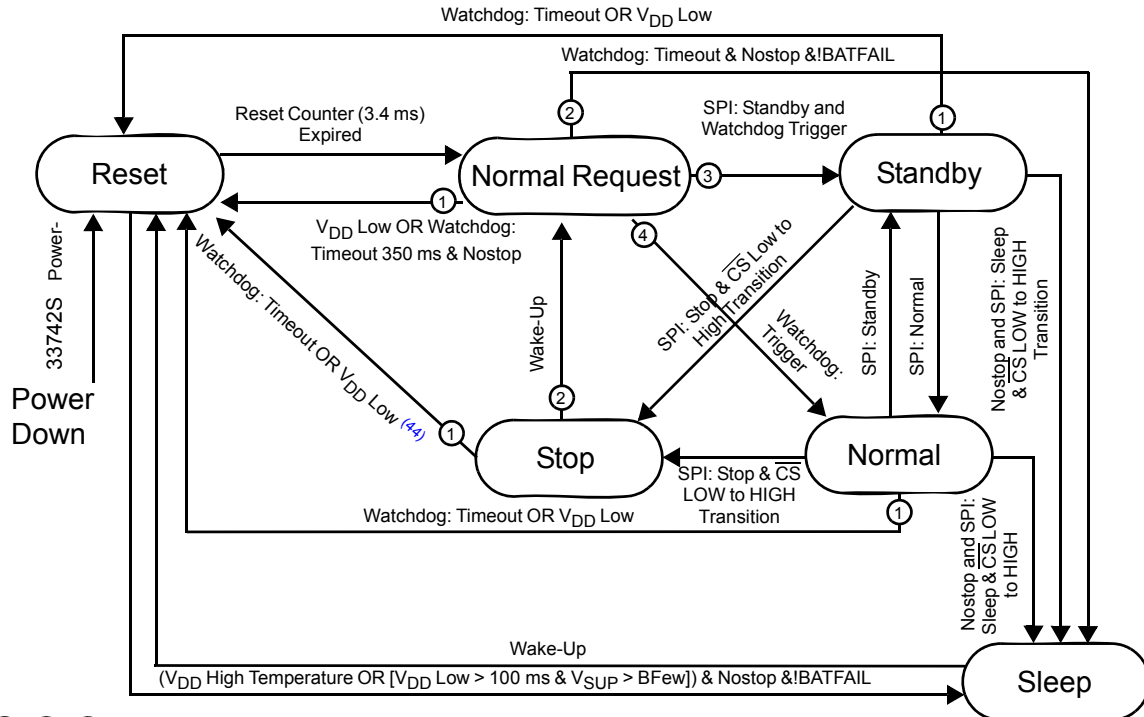 Watchdog: Timeout OR VDD Low
Watchdog: Timeout & Nostop &!BATFAIL
2
1
Reset Counter (3.4 ms)
Expired
SPI: Standby and
Watchdog Trigger
Reset
Normal Request
3
Standby
1
VDD Low OR Watchdog:
Timeout 350 ms & Nostop
4
33742S
Power-
Power
Down
Watchdog: Timeout OR VDD Low (44)
1
Wake-Up
2
SPI: Stop & CS Low to
High Transition
Watchdog:
Trigger
SPI: Standby
SPI: Normal
Nostop and SPI: Sleep
& CS LOW to HIGH
Transition
Stop
Normal
SPI: Stop & CS
LOW to HIGH
Transition
1
Watchdog: Timeout OR VDD Low
Nostop and SPI:
Sleep & CS LOW
to HIGH
Wake-Up
(VDD High Temperature OR [VDD Low > 100 ms & VSUP > BFew]) & Nostop &!BATFAIL
Sleep